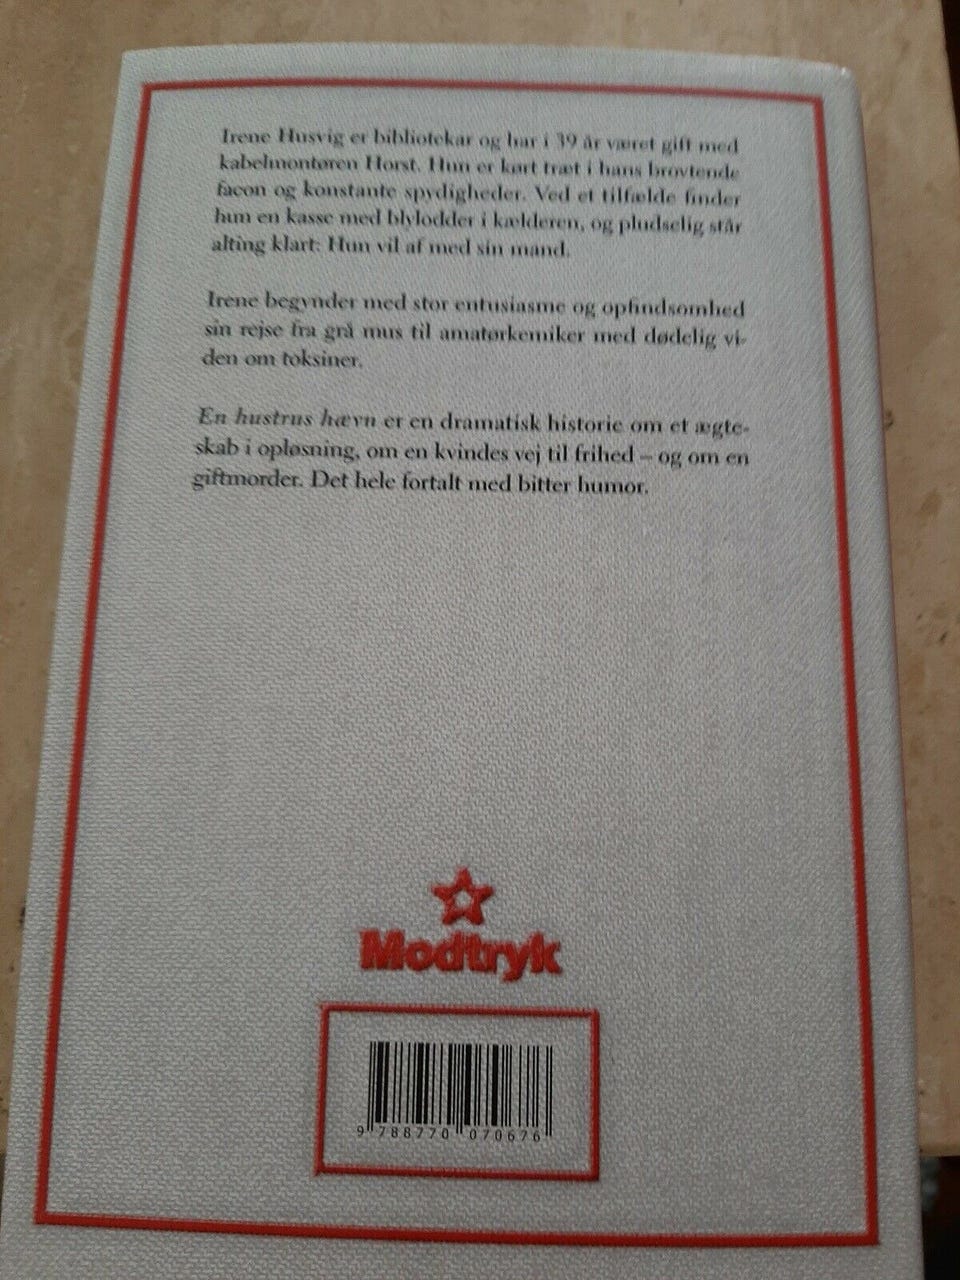 Irene Husvig er bibliotekar og har i 39 år været gift med
kabelmontøren Horst. Hun er kørt træt i hans brovtende
facon og konstante spydigheder. Ved et tilfælde finder
hun en kasse med blylodder i kælderen, og pludselig står
alting klart: Hun vil af med sin mand.
Irene begynder med stor entusiasme og opfindsomhed
sin rejse fra grå mus til amatørkemiker med dødelig vi-
den om toksiner.
En hustrus hævn er en dramatisk historie om et ægte-
skab i opløsning, om en kvindes vej til frihed – og om en
giftmorder. Det hele fortalt med bitter humor.
Modtryk
9 788770 070676